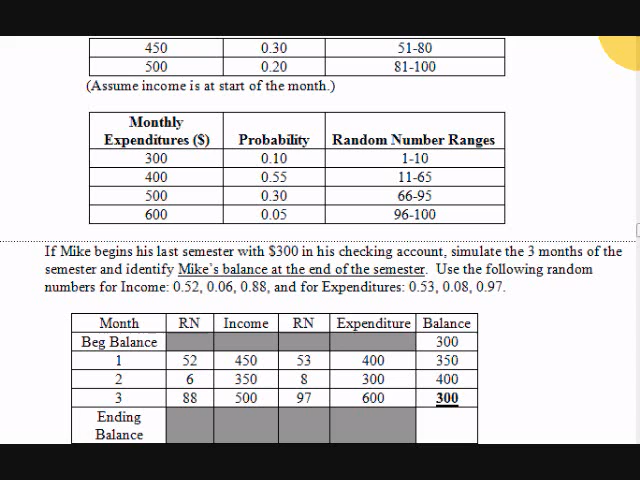 450 0.30 51-80
500 0.20 81-100
(Assume income is at start of the month.)
Monthly
Expenditures ($) Probability Random Number Ranges
300 0.10 1-10
400 0.55 11-65
500 0.30 66-95
600 0.05 96-100
If Mike begins his last semester with $300 in his checking account, simulate the 3 months of the
semester and identify Mike's balance at the end of the semester. Use the following random
numbers for Income: 0.52, 0.06, 0.88, and for Expenditures: 0.53, 0.08, 0.97.
Month RN Income RN Expenditure Balance
Beg Balance 300
1 52 450 53 400 350
2 6 350 8 300 400
3 88 500 97 600 300
Ending
Balance